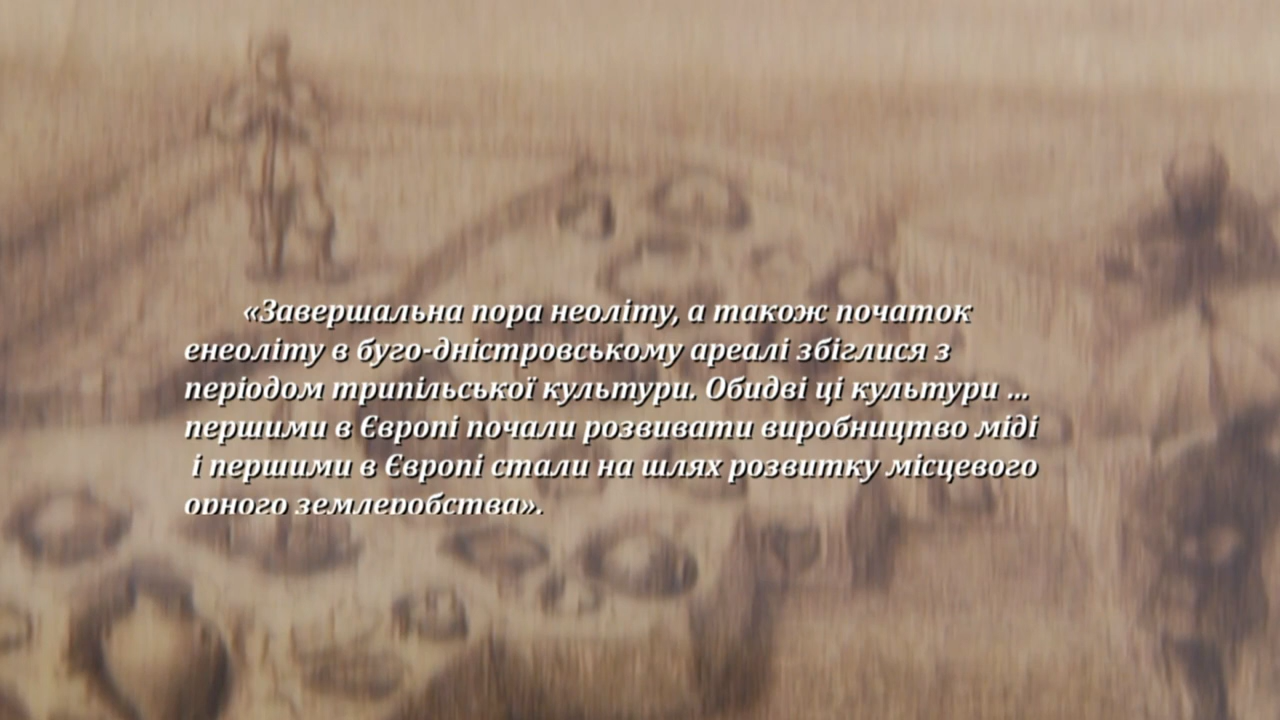 «Завершальна пора неоліту, а також початок
енеоліту в буго-дністровському ареалі збіглися з
періодом трипільської культури. Обидві ці культури ...
першими в Європі почали розвивати виробництво міді
і першими в Європі стали на шлях розвитку місцевого
орного землеробства».